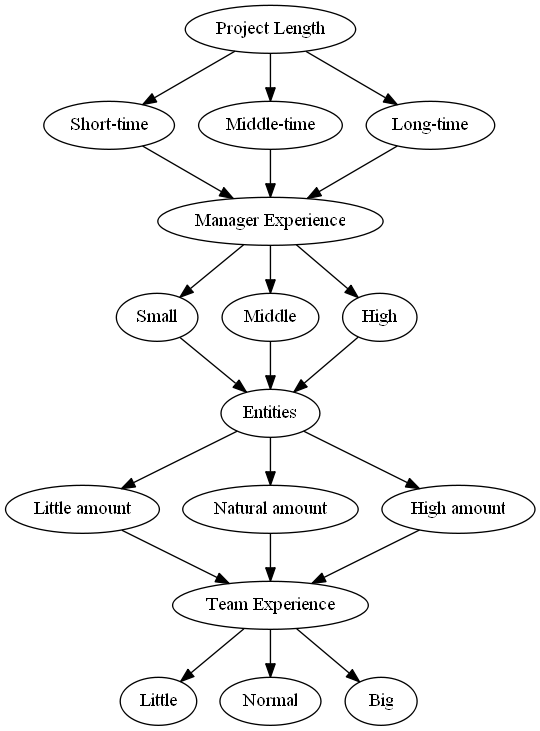 Project Length
Short-time
Middle-time
Long-time
Manager Experience
Small
Middle
High
Entities
Little amount
Natural amount
High amount
Team Experience
Little
Normal
Big